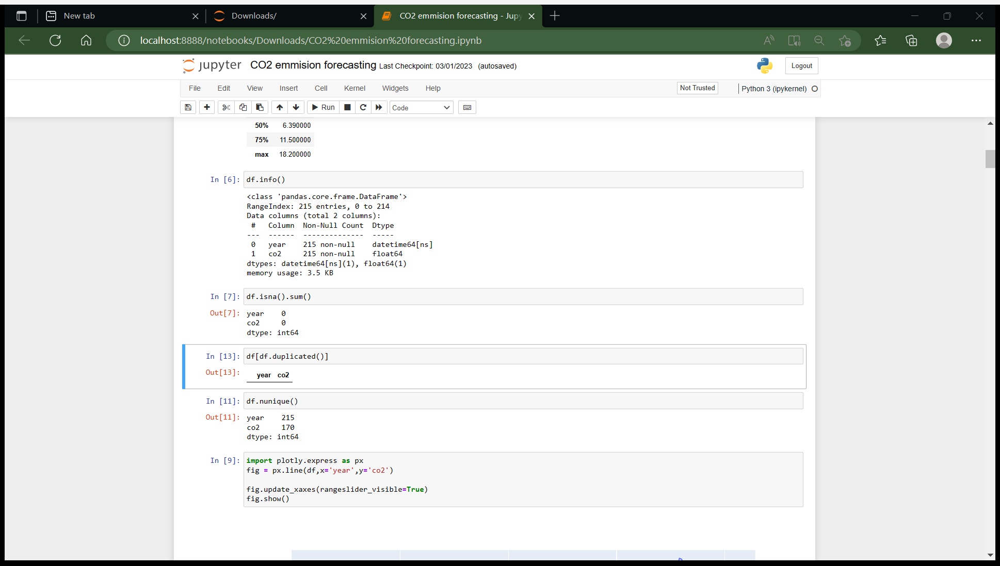 New tab
Downloads/
CO2 emmision forecasting - Jupy
localhost:8888/notebooks/Downloads/CO2%20emmision%20forecasting.ipynb
jupyter CO2 emmision forecasting Last Checkpoint: 03/01/2023 (autosaved)
Logout
File Edit View Insert Cell Kernel Widgets Help
Not Trusted
Python 3 (ipykernel)
Run
Code
50% 6.390000
75% 11.500000
max 18.200000
In [6]: df.info()
<class 'pandas.core.frame.DataFrame'>
RangeIndex: 215 entries, 0 to 214
Data columns (total 2 columns):
# Column Non-Null Count Dtype
--- ------ -------------- -----
0 year 215 non-null datetime64[ns]
1 co2 215 non-null float64
dtypes: datetime64[ns](1), float64(1)
memory usage: 3.5 KB
In [7]: df.isna().sum()
Out[7]: year 0
co2 0
dtype: int64
In [13]: df[df.duplicated()]
Out[13]: year co2
In [11]: df.nunique()
Out[11]: year 215
co2 170
dtype: int64
In [9]: import plotly.express as px
fig = px.line(df,x='year',y='co2')
fig.update_xaxes(rangeslider_visible=True)
fig.show()